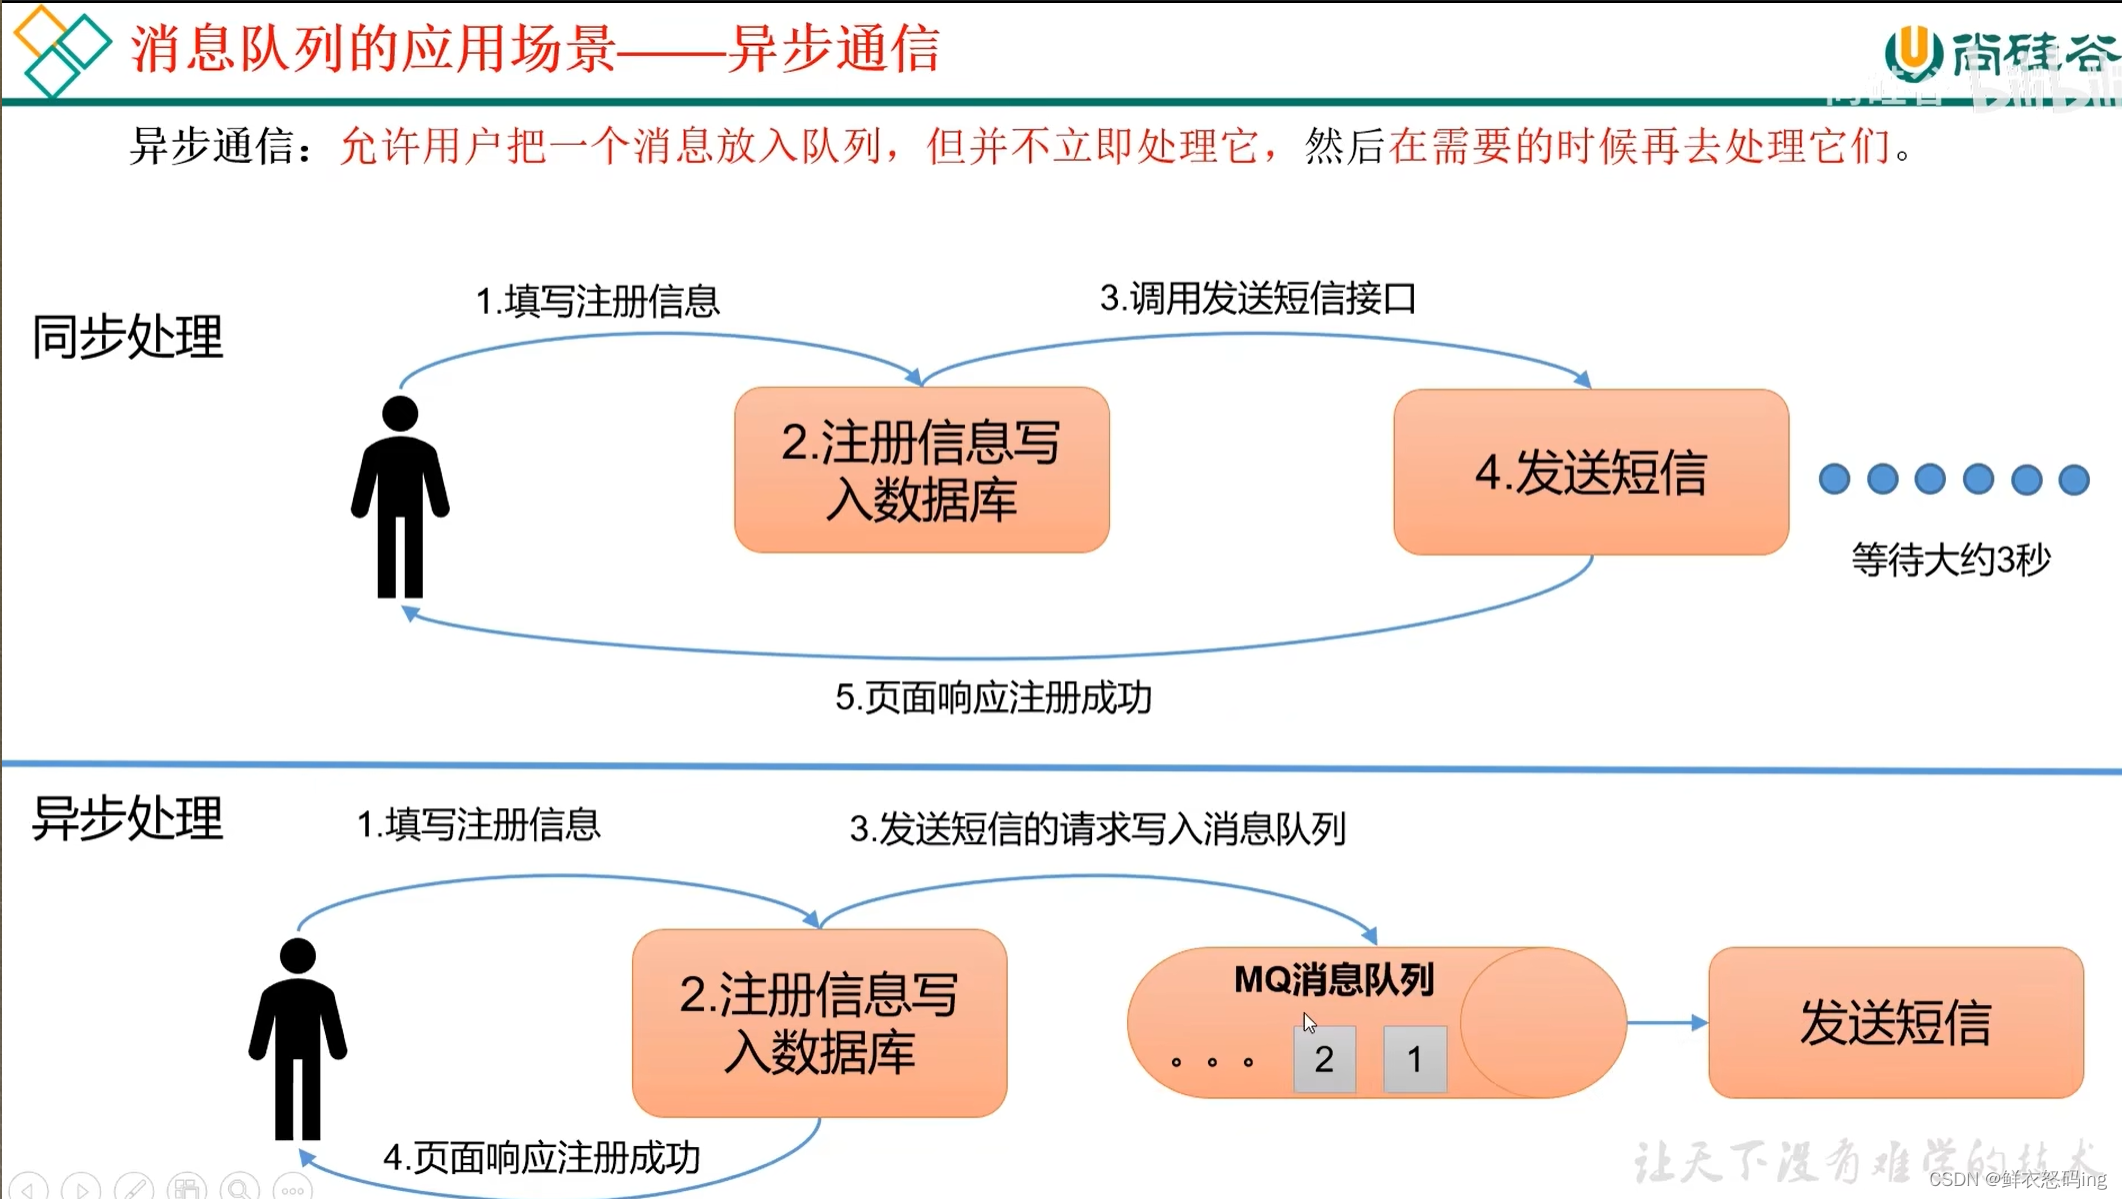 消息队列的应用场景——异步通信
尚硅谷
异步通信：允许用户把一个消息放入队列，但并不立即处理它，然后在需要的时候再去处理它们。
同步处理
1.填写注册信息
3.调用发送短信接口
2.注册信息写
入数据库
4.发送短信
等待大约3秒
5.页面响应注册成功
异步处理
1.填写注册信息
3.发送短信的请求写入消息队列
2.注册信息写
入数据库
MQ消息队列
。。。 2 1
发送短信
4.页面响应注册成功
让天下没有难学的技术
CSDN @鲜衣怒码ing